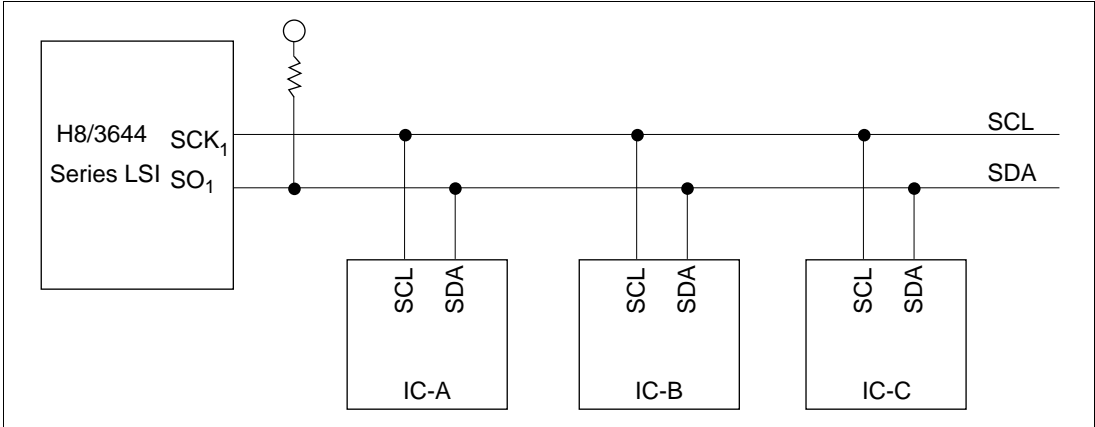 H8/3644 SCK₁
Series LSI SO₁
SCL
SDA
SCL SDA
IC-A
SCL SDA
IC-B
SCL SDA
IC-C